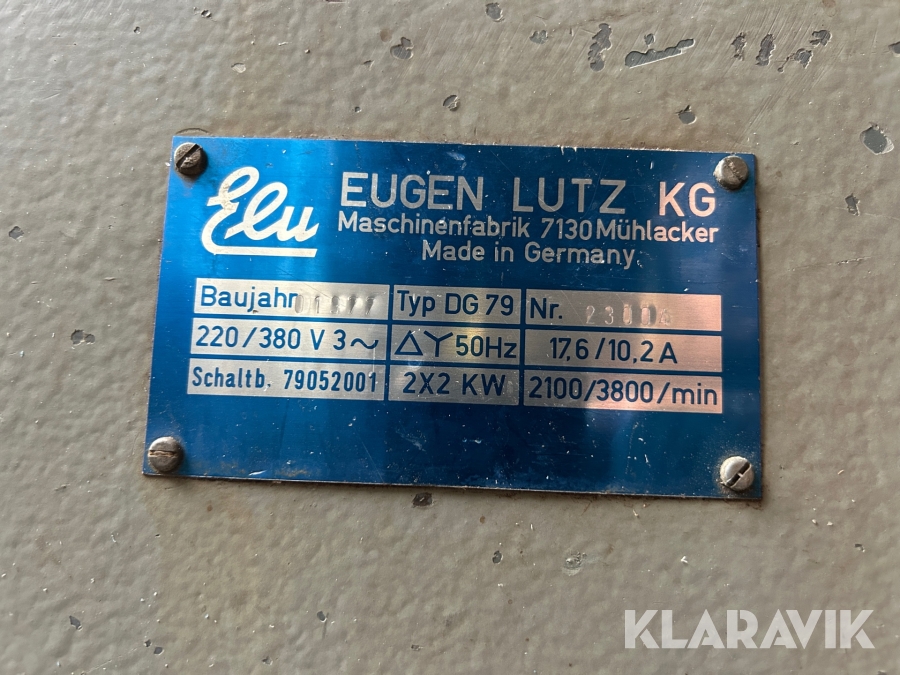 Elu
EUGEN LUTZ KG
Maschinenfabrik 7130 Mühlacker
Made in Germany
Baujahr Typ DG 79 Nr.
220/380 V 3~ △Y 50Hz 17,6/10,2 A
Schaltb. 79052001 2X2 KW 2100/3800/min
KLARAVIK